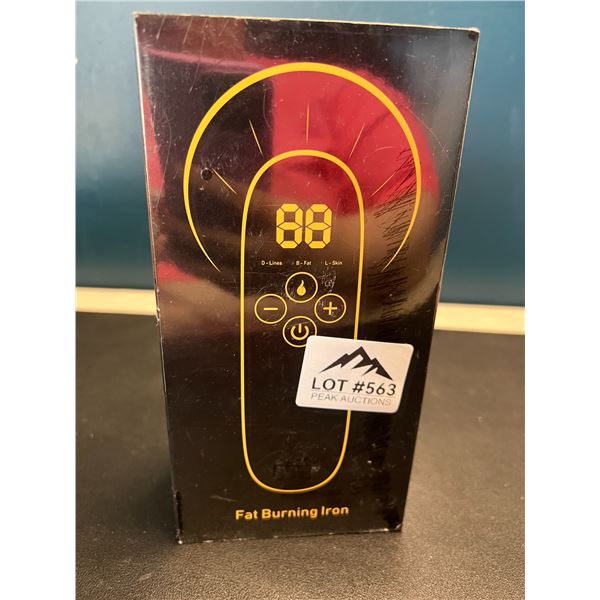 88
D - Lines B - Fat L - Skin
LOT #563
PEAK AUCTIONS
Fat Burning Iron